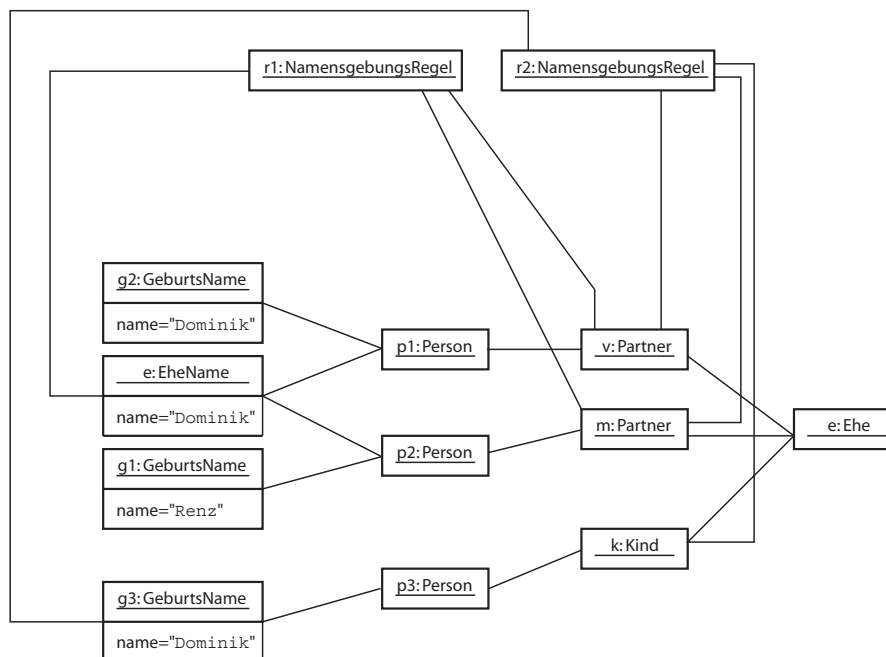 r1:NamensgebungsRegel
r2:NamensgebungsRegel
g2:GeburtsName
name="Dominik"
p1:Person
v:Partner
e:EheName
name="Dominik"
m:Partner
e:Ehe
p2:Person
g1:GeburtsName
name="Renz"
k:Kind
p3:Person
g3:GeburtsName
name="Dominik"